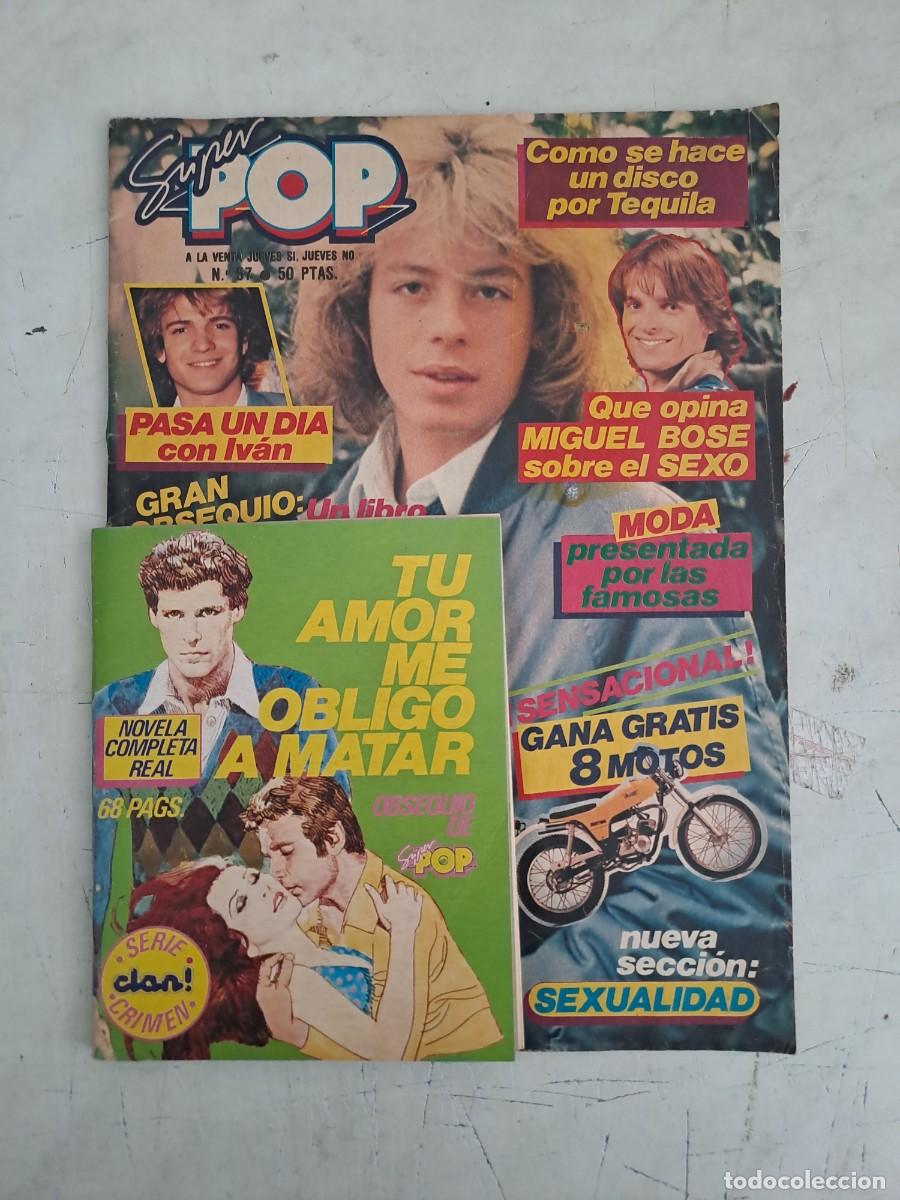 Super
POP
A LA VENTA JUEVES SI, JUEVES NO
N.º 87 50 PTAS.
Como se hace
un disco
por Tequila
PASA UN DIA
con Iván
Que opina
MIGUEL BOSE
sobre el SEXO
GRAN
OBSEQUIO:
Un libro
MODA
presentada
por las
famosas
¡SENSACIONAL!
GANA GRATIS
8 MOTOS
nueva
sección:
SEXUALIDAD
TU
AMOR
ME
OBLIGO
A MATAR
NOVELA
COMPLETA
REAL
68 PAGS.
OBSEQUIO
DE
Super
POP
SERIE
clan!
CRIMEN
todocoleccion